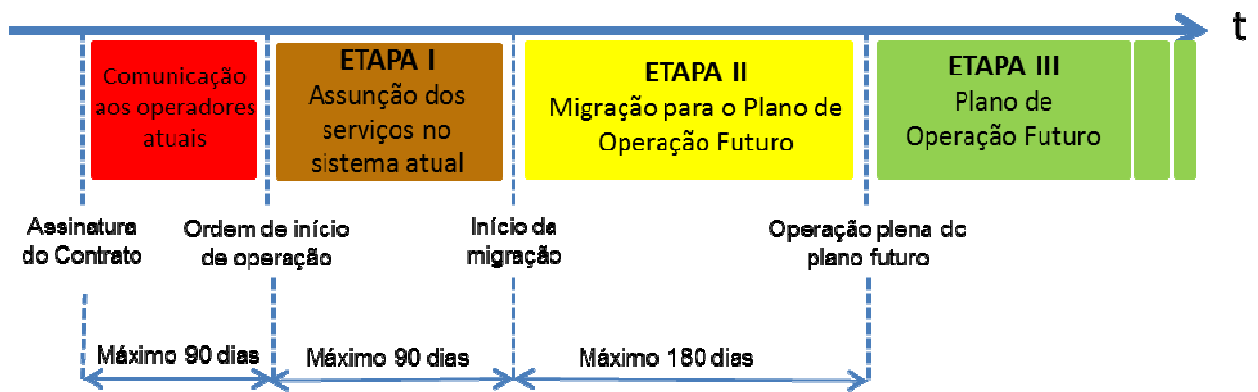 t
Comunicação
aos operadores
atuais
ETAPA I
Assunção dos
serviços no
sistema atual
ETAPA II
Migração para o Plano de
Operação Futuro
ETAPA III
Plano de
Operação Futuro
Assinatura
do Contrato
Ordem de início
de operação
Início da
migração
Operação plena do
plano futuro
Máximo 90 dias
Máximo 90 dias
Máximo 180 dias